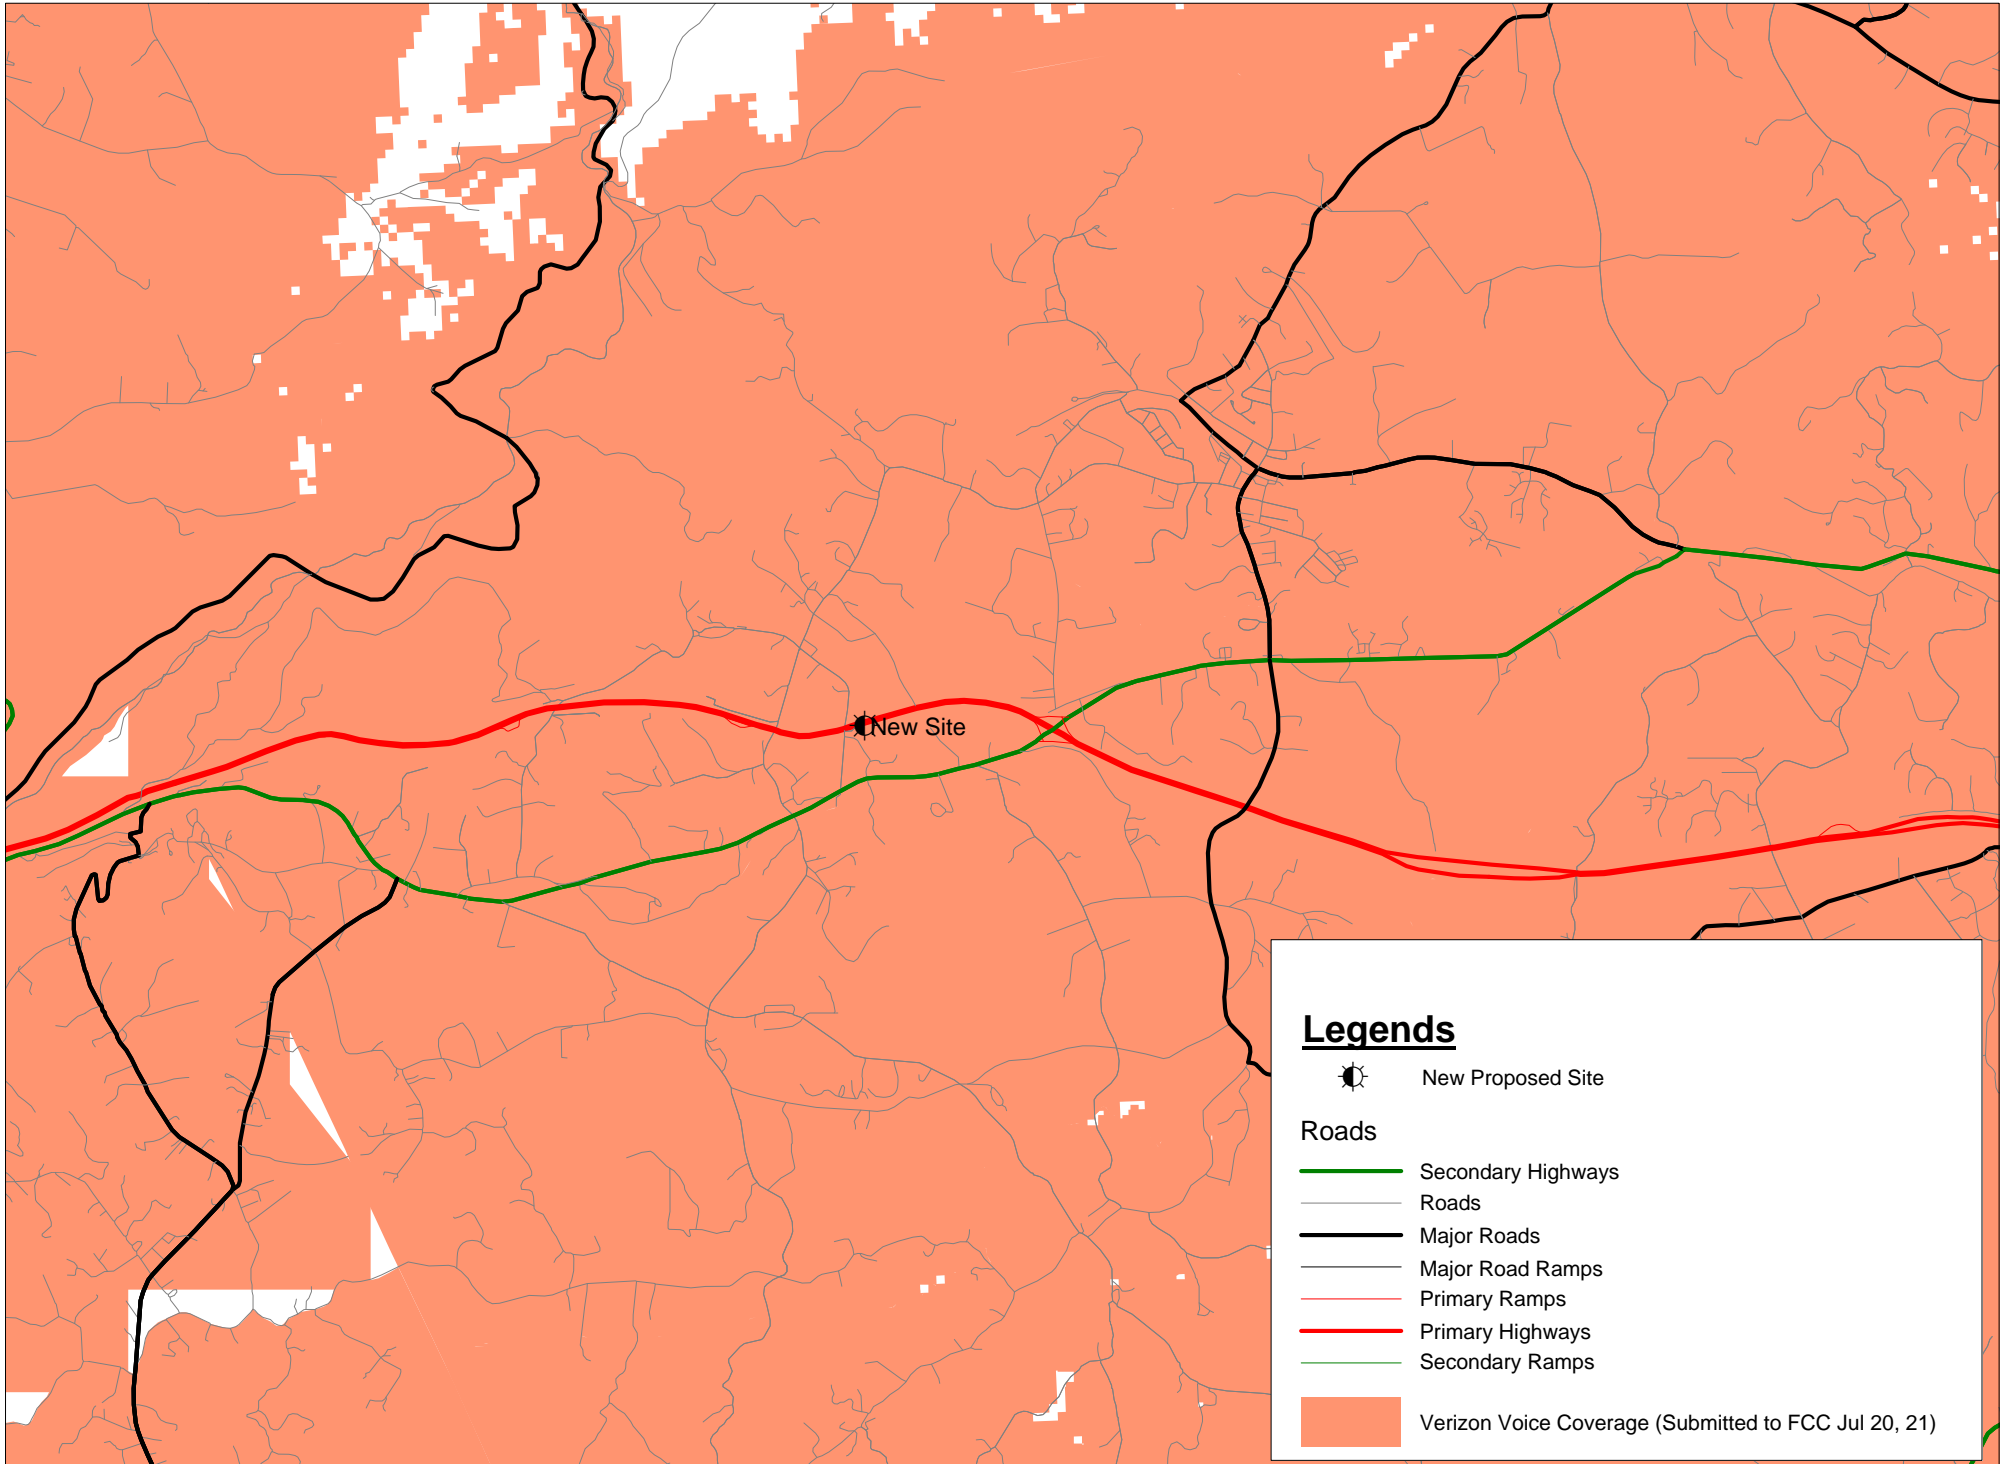 New Site
Legends
New Proposed Site
Roads
Secondary Highways
Roads
Major Roads
Major Road Ramps
Primary Ramps
Primary Highways
Secondary Ramps
Verizon Voice Coverage (Submitted to FCC Jul 20, 21)